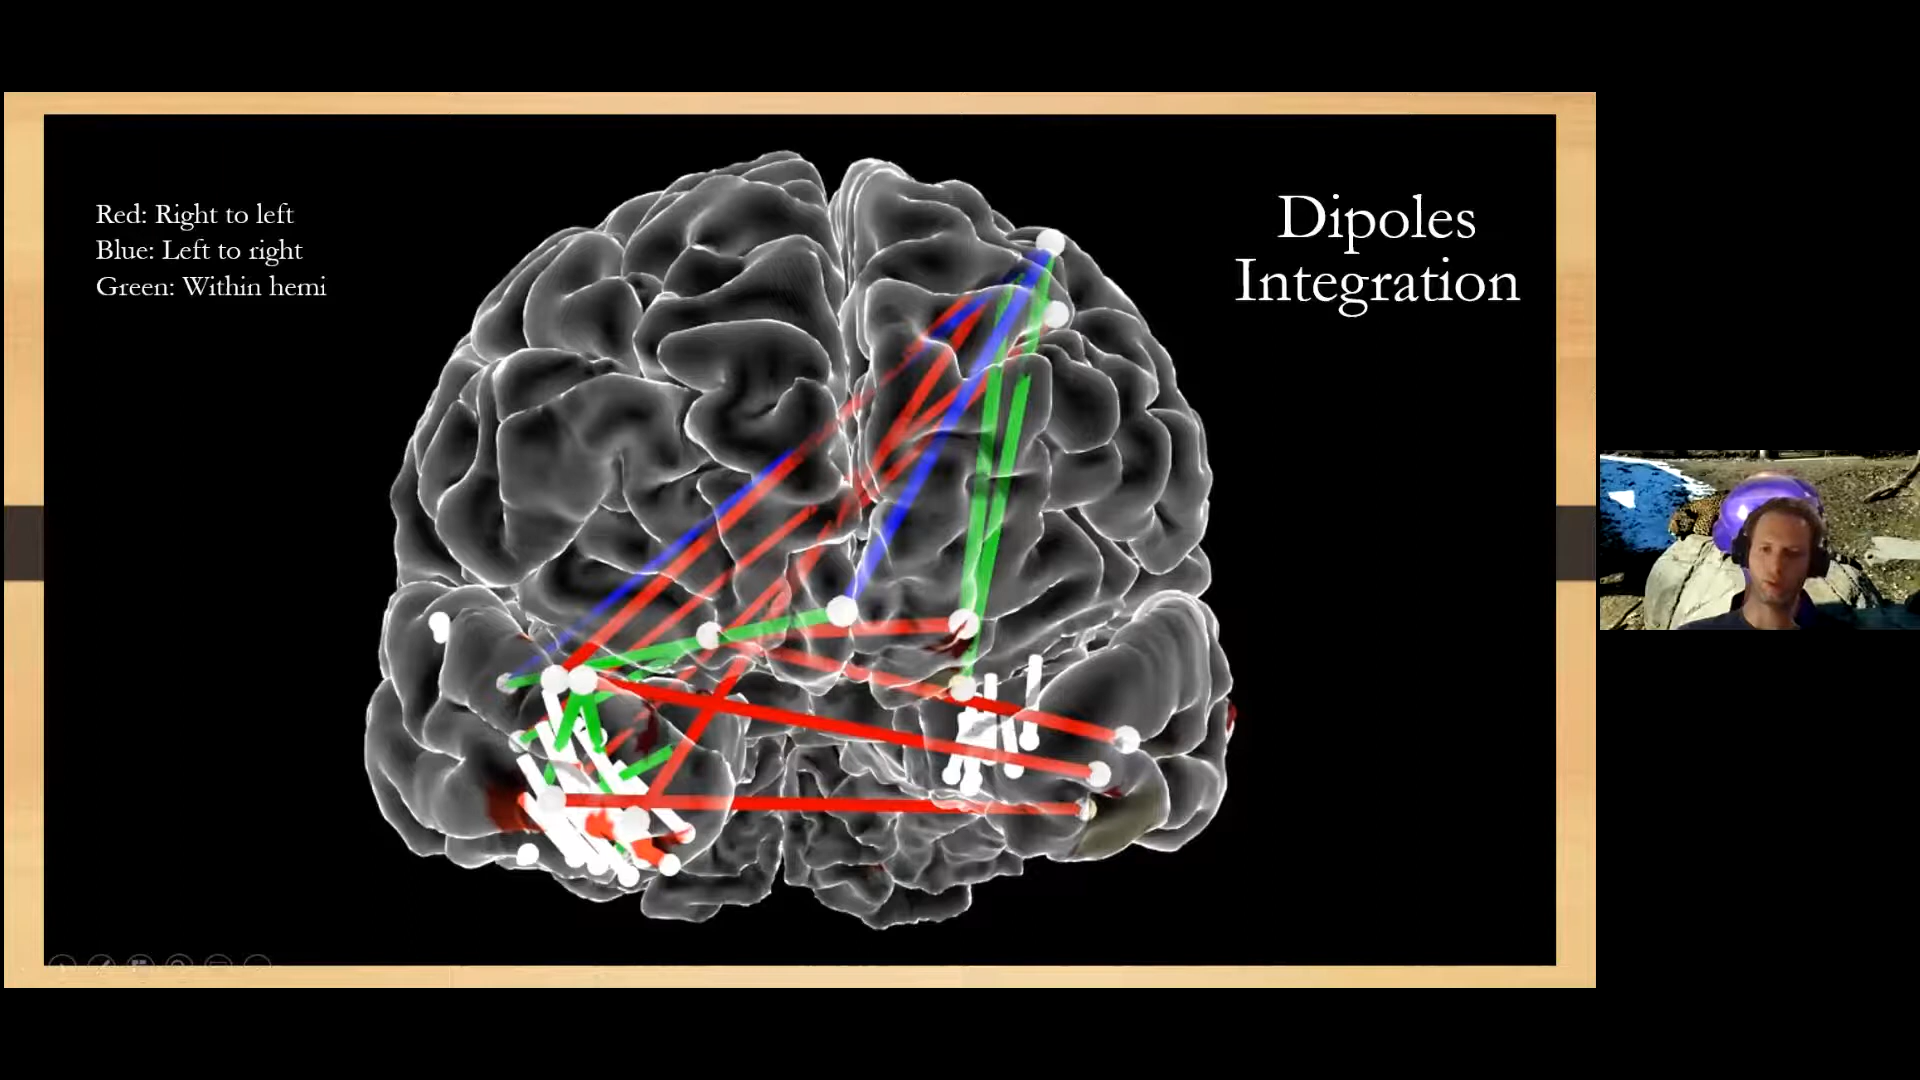 Red: Right to left
Blue: Left to right
Green: Within hemi
Dipoles
Integration